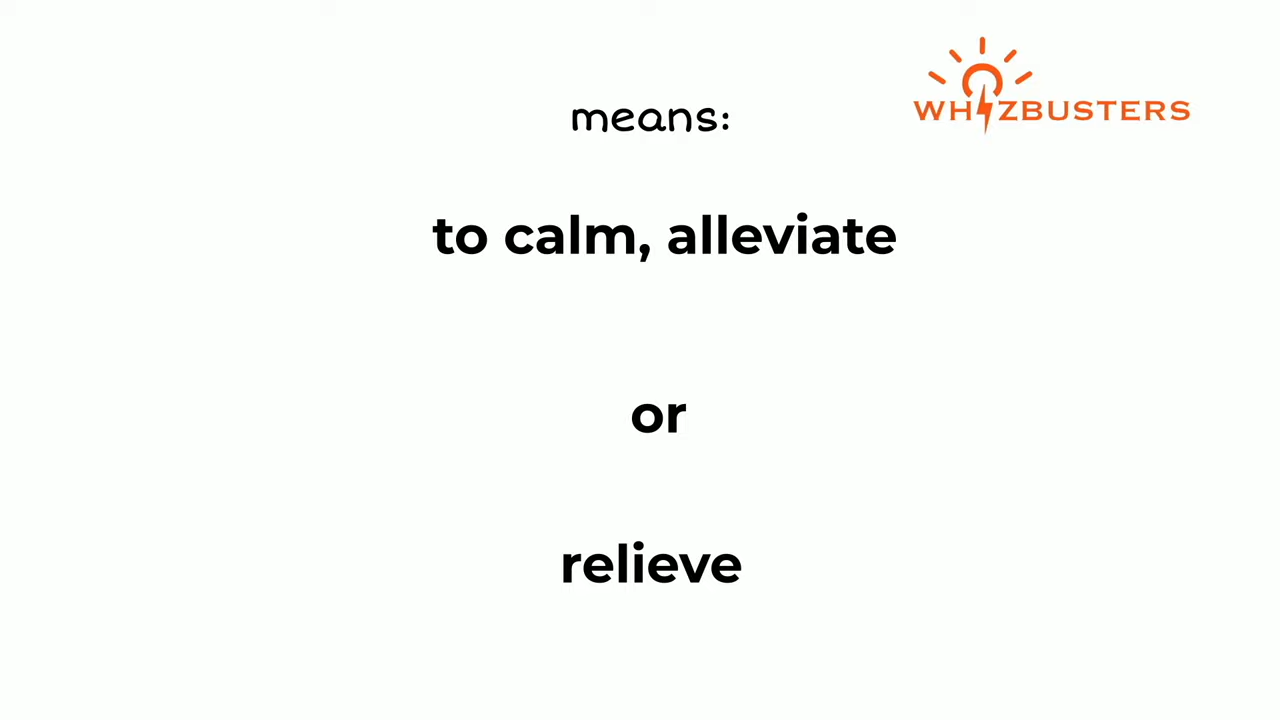 WHIZBUSTERS
means:
to calm, alleviate
or
relieve